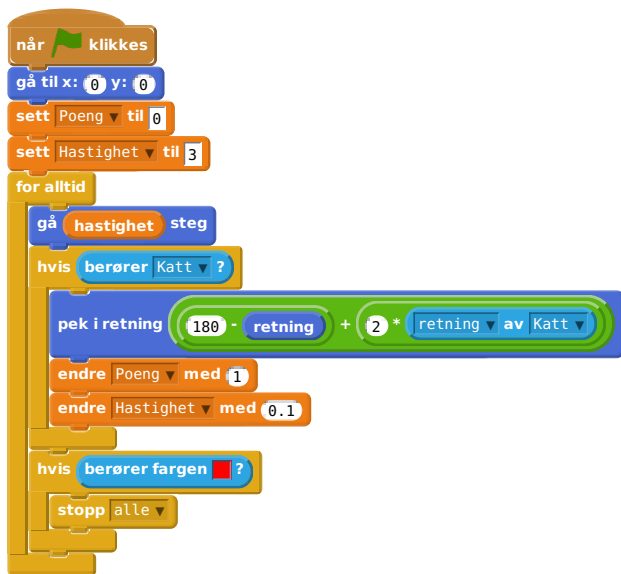 når klikkes
gå til x: 0 y: 0
sett Poeng ▼ til 0
sett Hastighet ▼ til 3
for alltid
gå hastighet steg
hvis berører Katt ▼ ?
pek i retning 180 - retning + 2 * retning ▼ av Katt ▼
endre Poeng ▼ med 1
endre Hastighet ▼ med 0.1
hvis berører fargen ?
stopp alle ▼